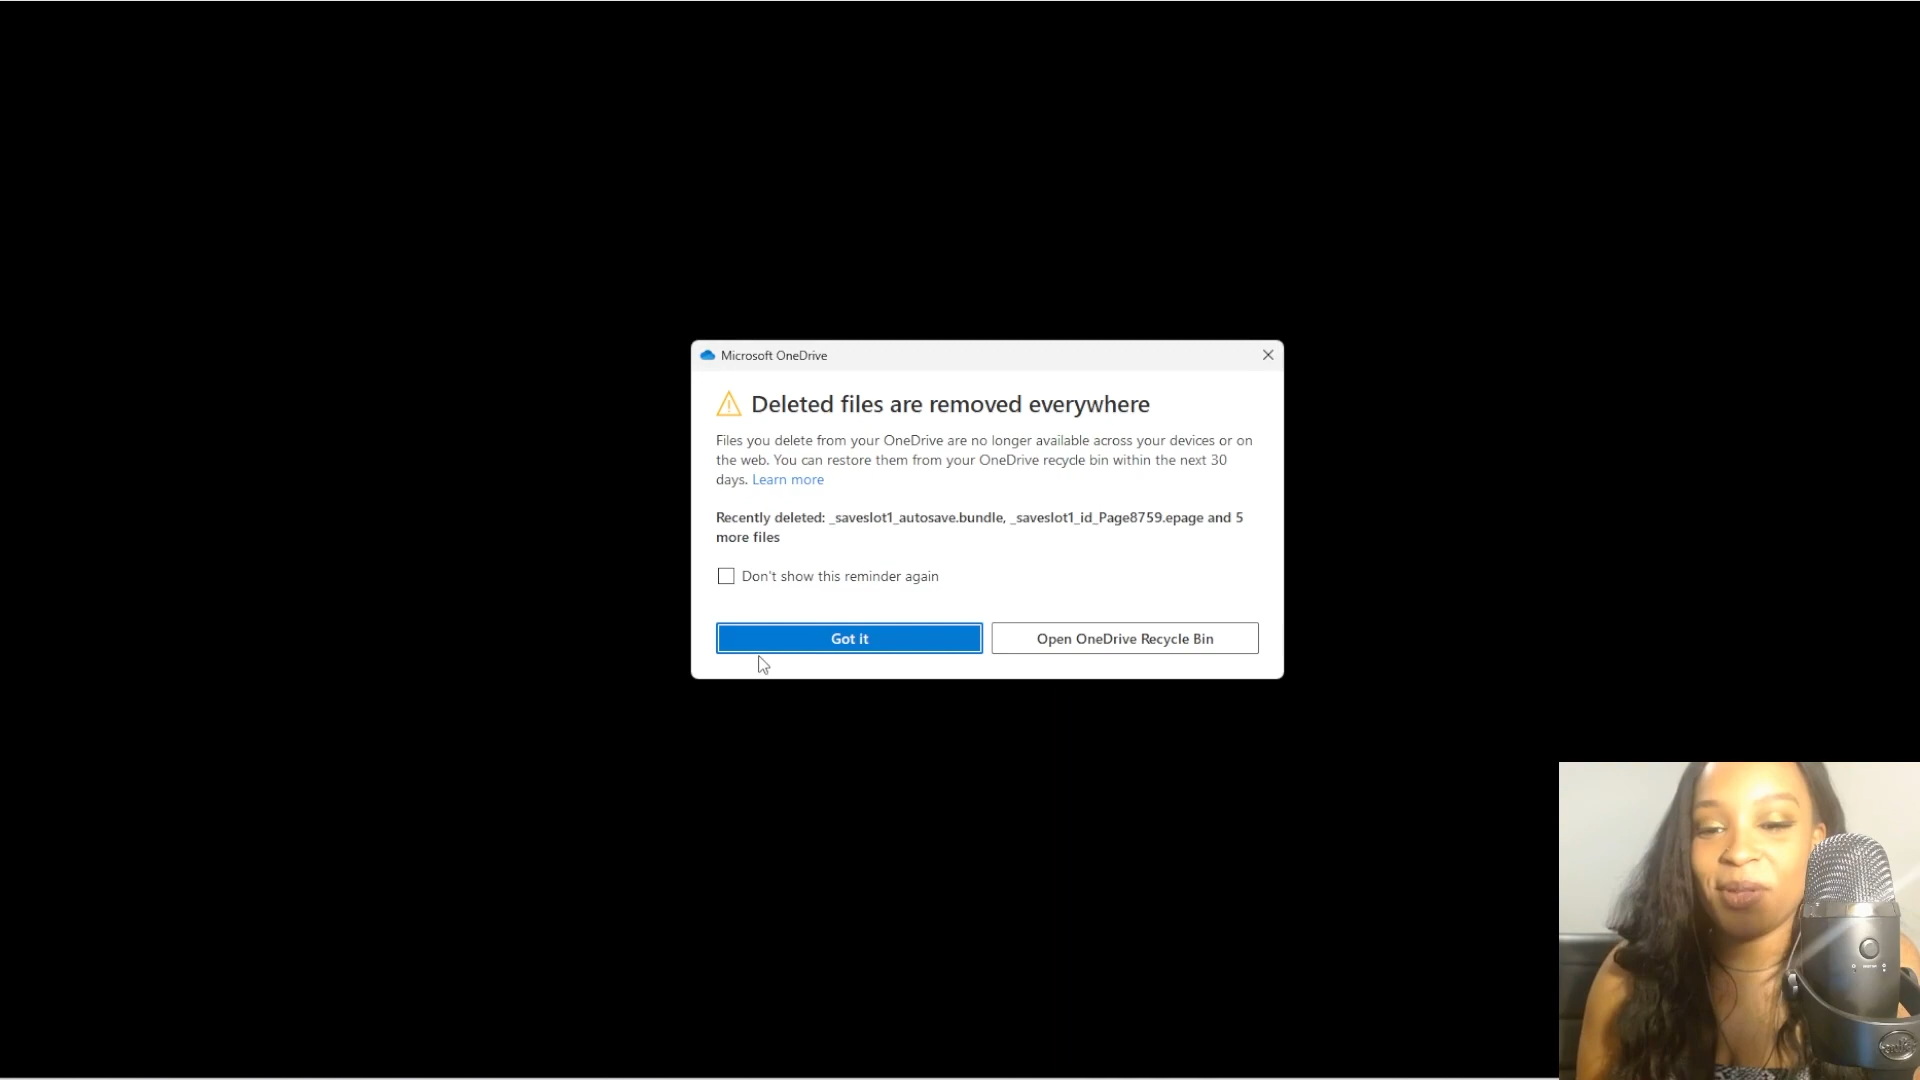 Microsoft OneDrive
Deleted files are removed everywhere
Files you delete from your OneDrive are no longer available across your devices or on
the web. You can restore them from your OneDrive recycle bin within the next 30
days. Learn more
Recently deleted: _saveslot1_autosave.bundle, _saveslot1_id_Page8759.epage and 5
more files
Don't show this reminder again
Got it
Open OneDrive Recycle Bin